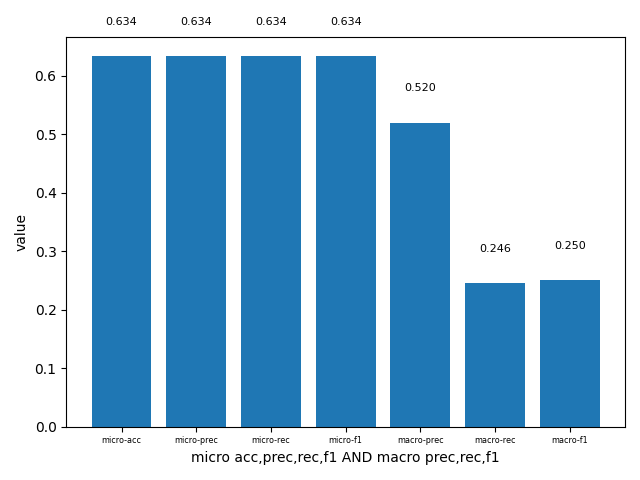 0.634 0.634 0.634 0.634
0.520
0.246 0.250
0.6
0.5
0.4
0.3
0.2
0.1
0.0
value
micro-acc micro-prec micro-rec micro-f1 macro-prec macro-rec macro-f1
micro acc,prec,rec,f1 AND macro prec,rec,f1